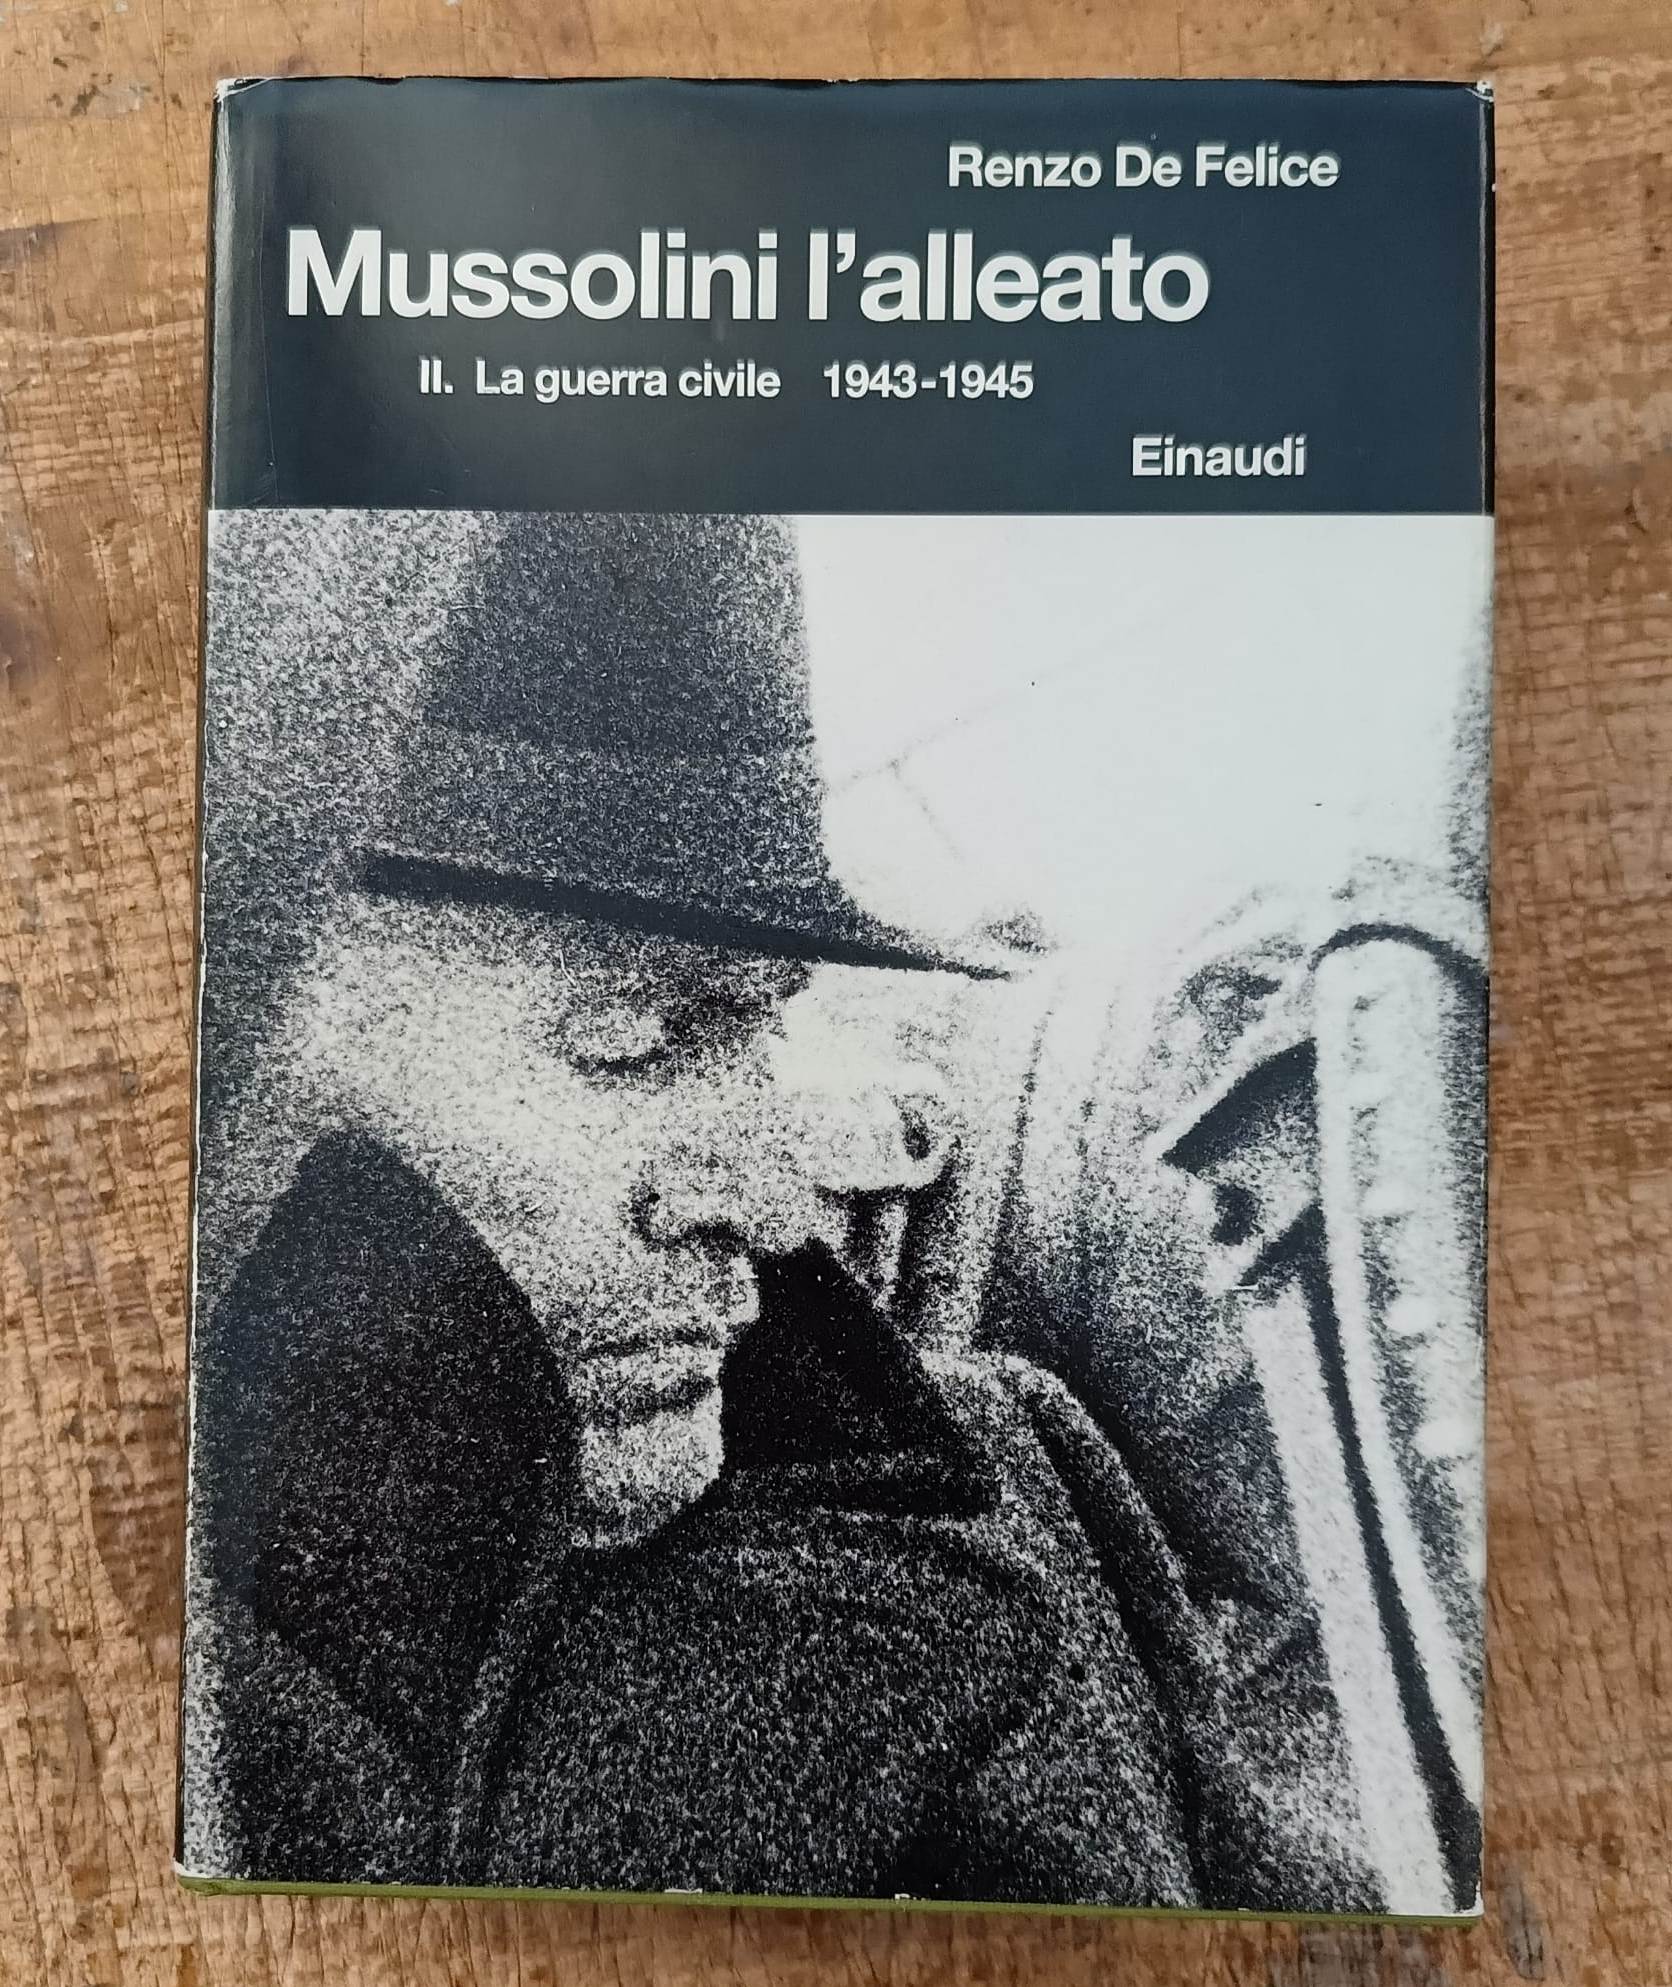 Renzo De Felice
Mussolini l’alleato
II. La guerra civile 1943-1945
Einaudi